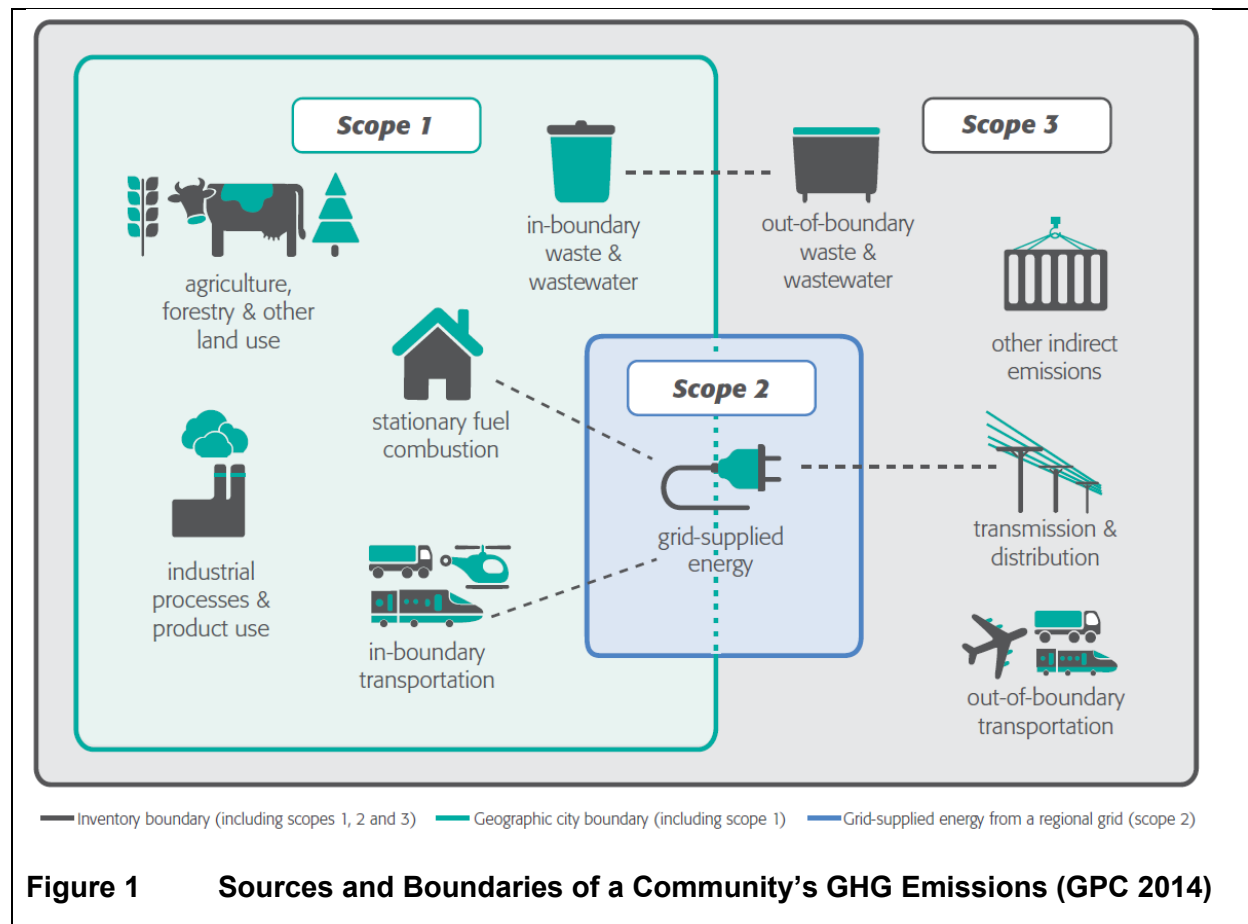 Scope 1
Scope 3
in-boundary
waste &
wastewater
out-of-boundary
waste &
wastewater
agriculture,
forestry & other
land use
other indirect
emissions
Scope 2
stationary fuel
combustion
grid-supplied
energy
transmission &
distribution
industrial
processes &
product use
in-boundary
transportation
out-of-boundary
transportation
Inventory boundary (including scopes 1, 2 and 3) Geographic city boundary (including scope 1) Grid-supplied energy from a regional grid (scope 2)
Figure 1 Sources and Boundaries of a Community's GHG Emissions (GPC 2014)